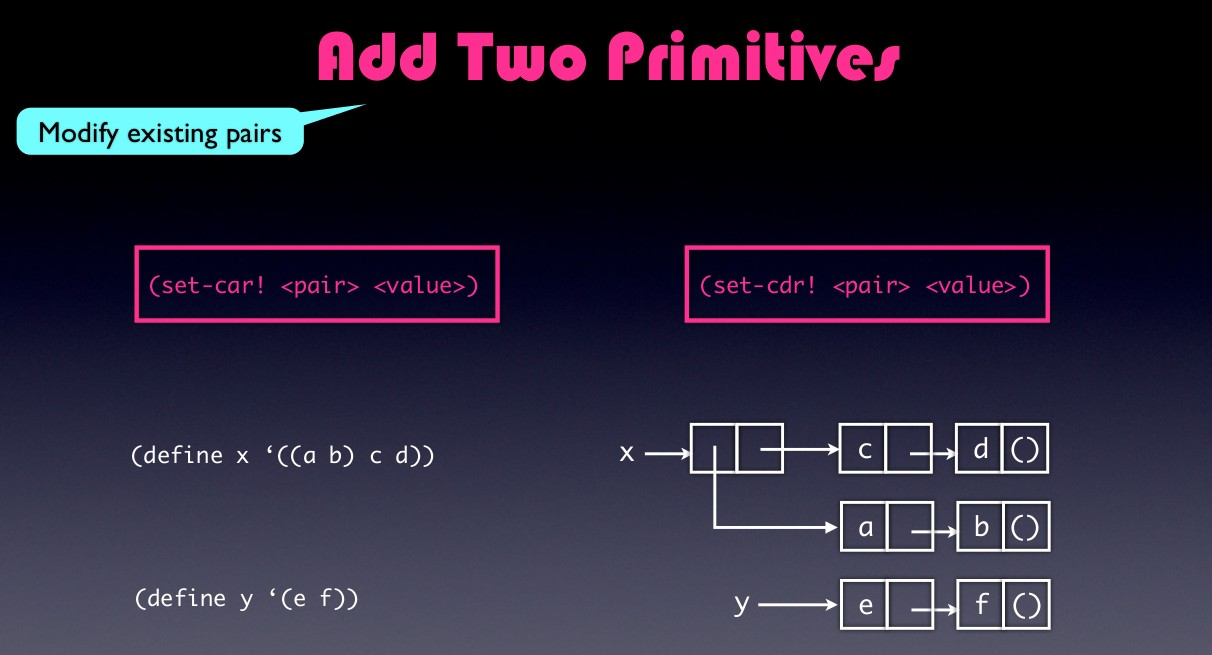 Add Two Primitives
Modify existing pairs
(set-car! <pair> <value>)
(set-cdr! <pair> <value>)
(define x ‘((a b) c d))
x
c
d
()
a
b
()
(define y ‘(e f))
y
e
f
()